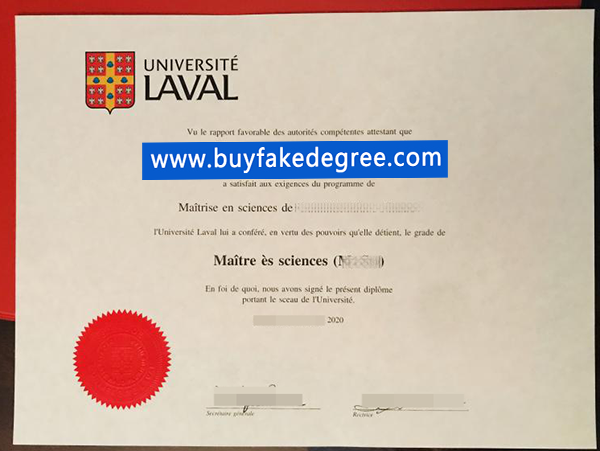 UNIVERSITÉ
LAVAL
Vu le rapport favorable des autorités compétentes attestant que
www.buyfakedegree.com
a satisfait aux exigences du programme de
Maîtrise en sciences de
l'Université Laval lui a conféré, en vertu des pouvoirs qu'elle détient, le grade de
Maître ès sciences (M )
En foi de quoi, nous avons signé le présent diplôme
portant le sceau de l'Université.
2020
Secrétaire générale
Rectrice